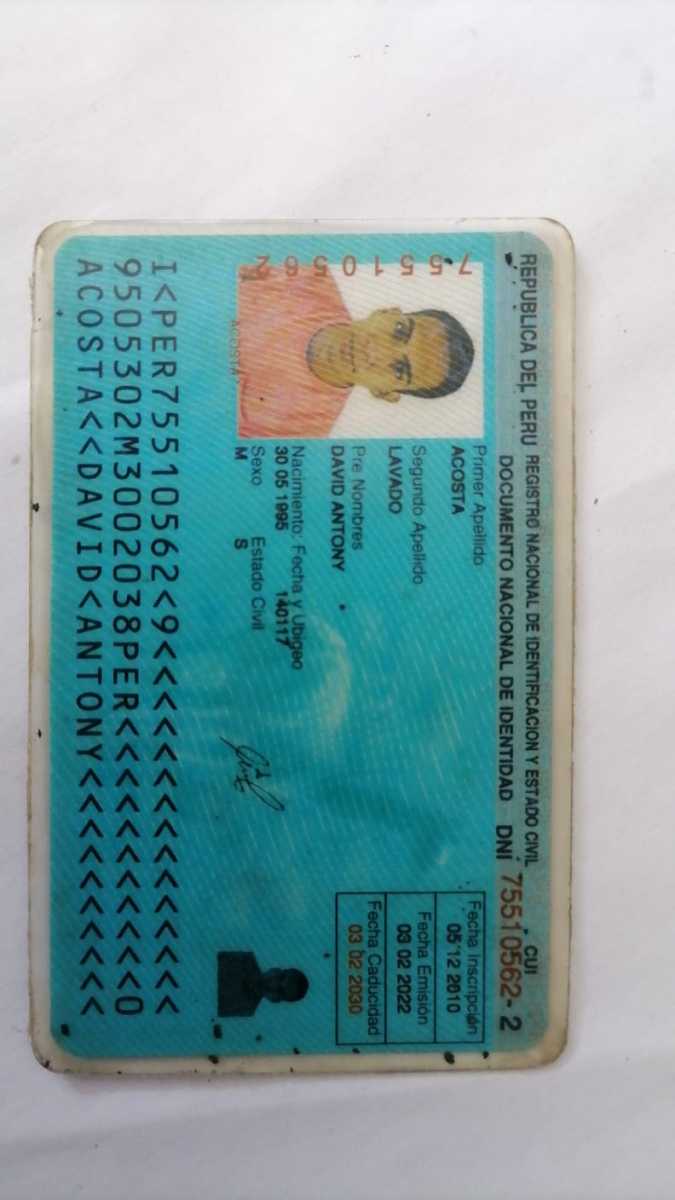 REPUBLICA DEL PERU REGISTRO NACIONAL DE IDENTIFICACION Y ESTADO CIVIL
CUI
DOCUMENTO NACIONAL DE IDENTIDAD DNI 75510562-2
75510562
ACOSTA
Primer Apellido
ACOSTA
Segundo Apellido
LAVADO
Pre Nombres
DAVID ANTONY
Nacimiento: Fecha y Ubigeo
30 05 1995 140117
Sexo Estado Civil
M S
Fecha Inscripción
05 12 2010
Fecha Emisión
03 02 2022
Fecha Caducidad
03 02 2030
I<PER75510562<9<<<<<<<<<<<<<<<
9505302M3002038PER<<<<<<<<<<<0
ACOSTA<<DAVID<ANTONY<<<<<<<<<<